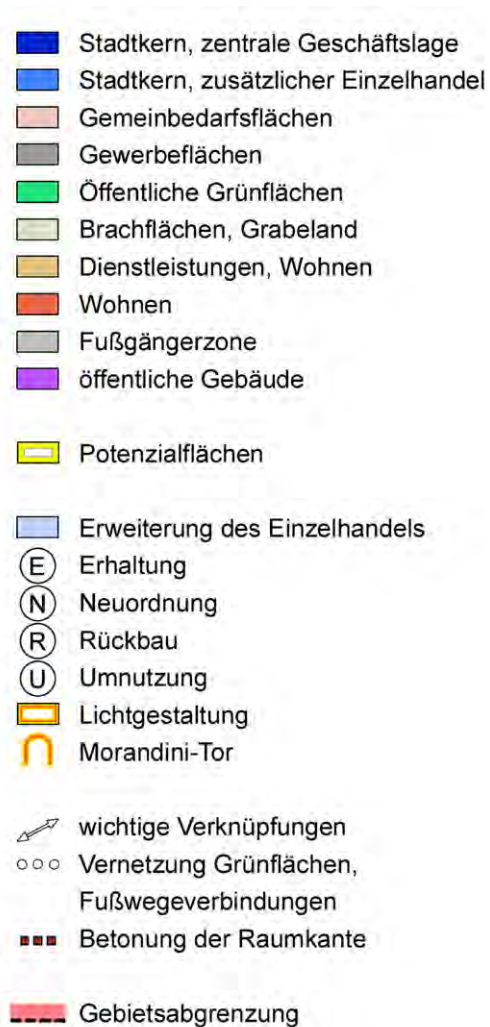 Stadtkern, zentrale Geschäftslage
Stadtkern, zusätzlicher Einzelhandel
Gemeinbedarfsflächen
Gewerbeflächen
Öffentliche Grünflächen
Brachflächen, Grabeland
Dienstleistungen, Wohnen
Wohnen
Fußgängerzone
öffentliche Gebäude
Potenzialflächen
Erweiterung des Einzelhandels
E Erhaltung
N Neuordnung
R Rückbau
U Umnutzung
Lichtgestaltung
Morandini-Tor
wichtige Verknüpfungen
Vernetzung Grünflächen,
Fußwegeverbindungen
Betonung der Raumkante
Gebietsabgrenzung